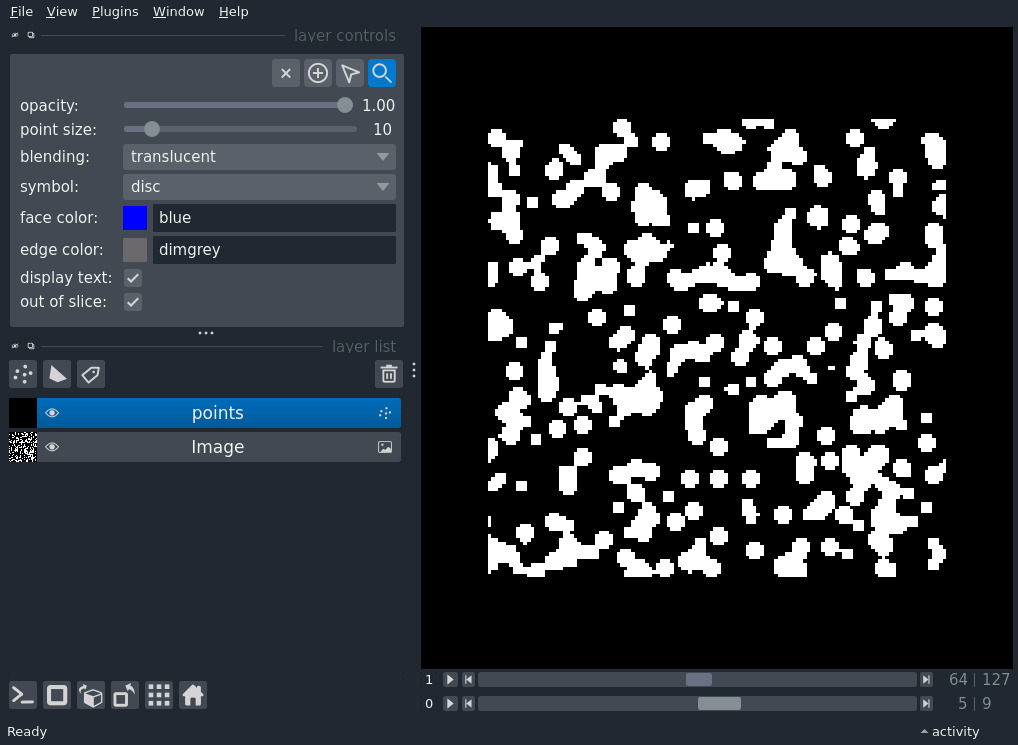 File View Plugins Window Help
layer controls
opacity: 1.00
point size: 10
blending: translucent
symbol: disc
face color: blue
edge color: dimgrey
display text:
out of slice:
layer list
points
Image
1 64 | 127
0 5 | 9
Ready activity